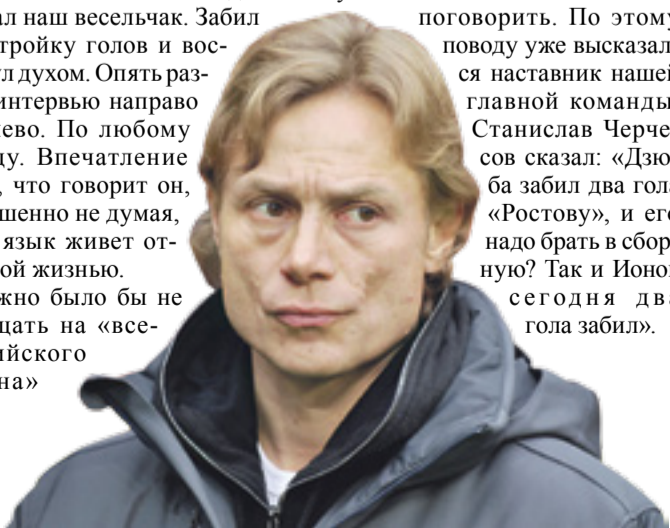 ал наш весельчак. Забил
тройку голов и вос-
л духом. Опять раз-
интервью направо
ево. По любому
ду. Впечатление
, что говорит он,
шенно не думая,
язык живет от-
ой жизнью.
жно было бы не
щать на «все-
ийского
на»
поговорить. По этому
поводу уже высказал-
ся наставник нашей
главной команды.
Станислав Черче-
сов сказал: «Дзю-
ба забил два гола
«Ростову», и его
надо брать в сбор-
ную? Так и Ионов
сегодня два
гола забил».